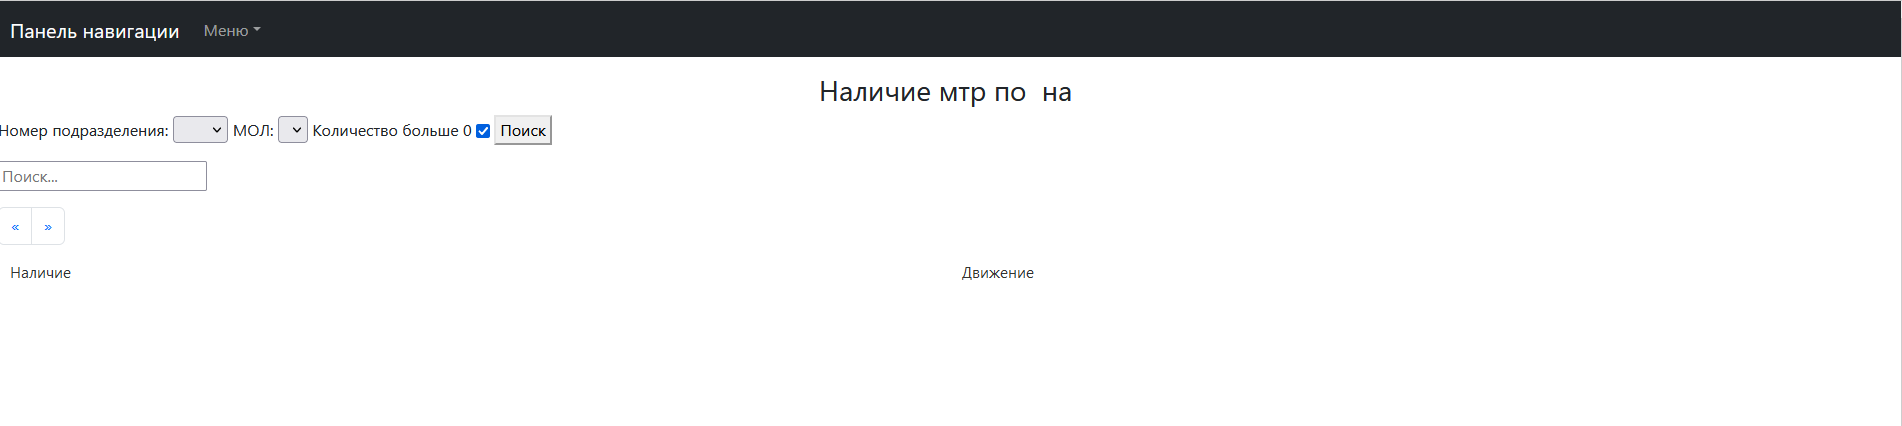 Панель навигации Меню
Наличие мтр по на
Номер подразделения: МОЛ: Количество больше 0 Поиск
Поиск...
« »
Наличие Движение